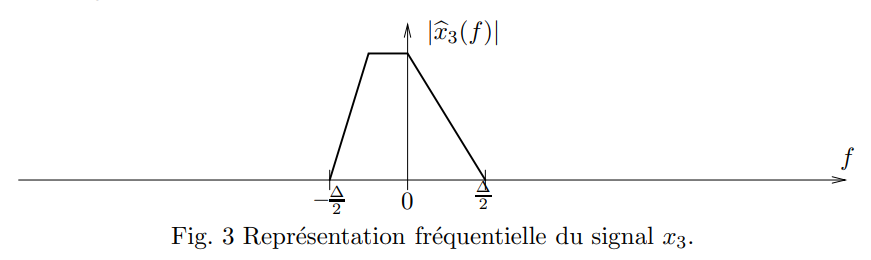 |x̂₃(f)|
f
−Δ/2 0 Δ/2
Fig. 3 Représentation fréquentielle du signal x₃.